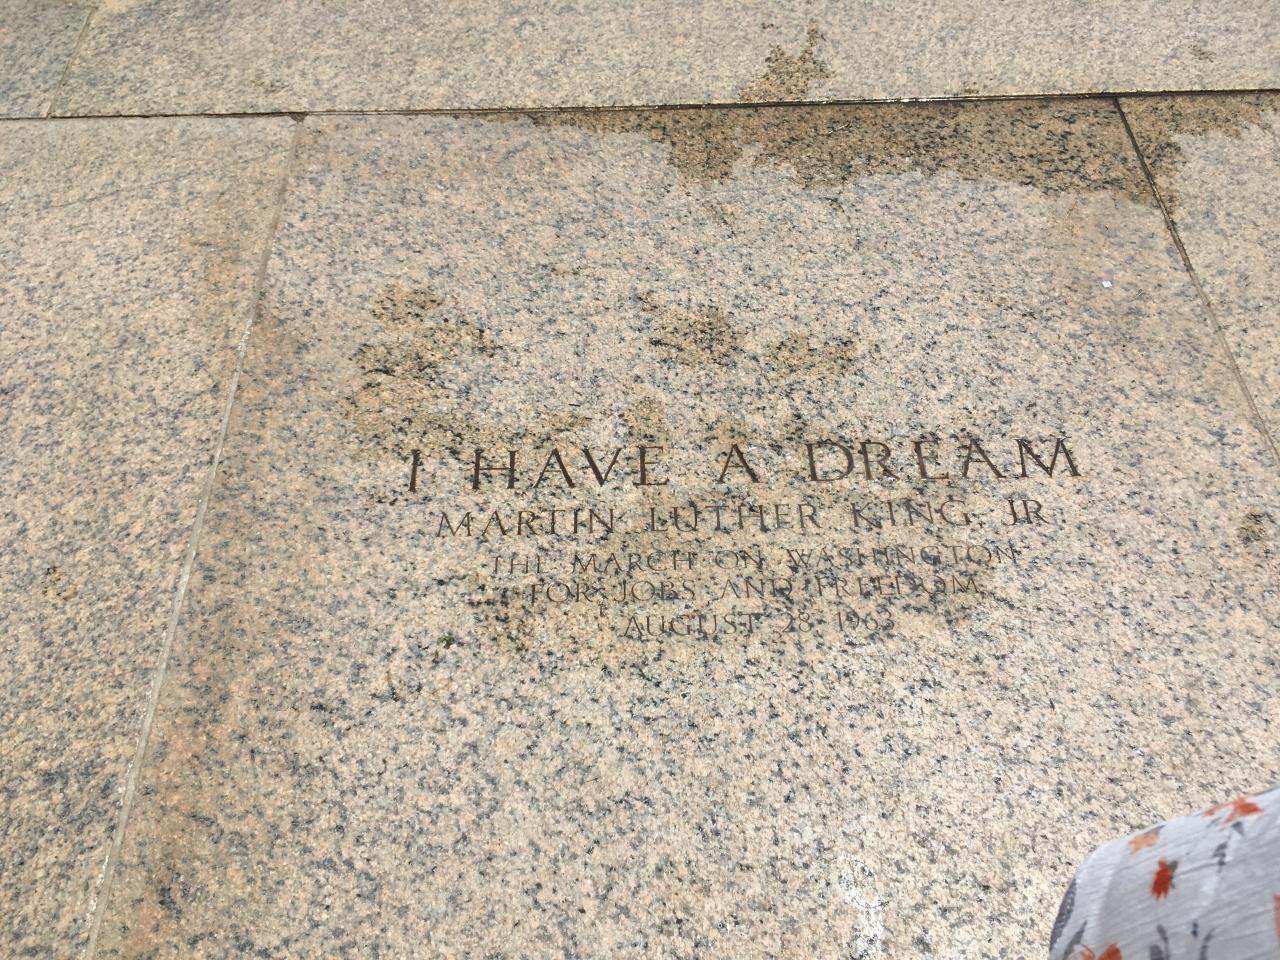 I HAVE A DREAM
MARTIN LUTHER KING, JR
THE MARCH ON WASHINGTON
FOR JOBS AND FREEDOM
AUGUST 28 1963